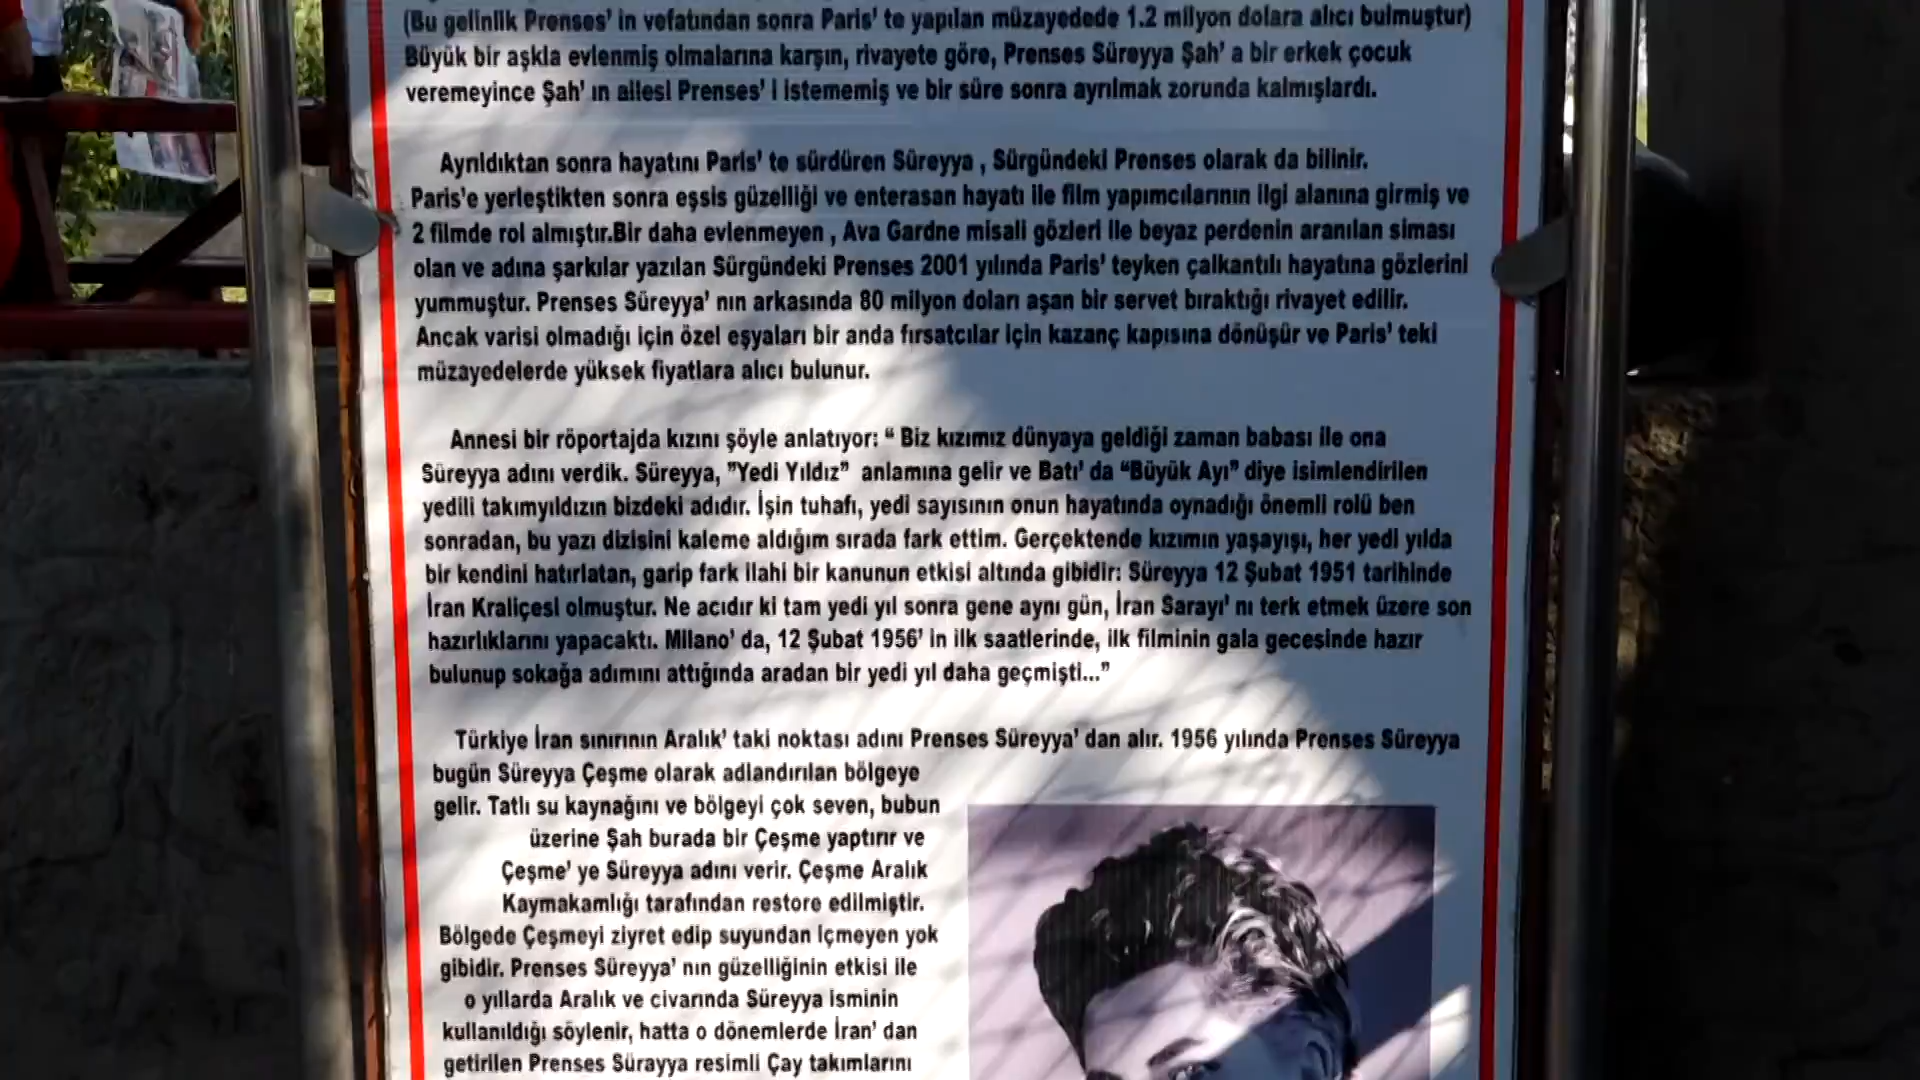 (Bu gelinlik Prenses' in vefatından sonra Paris' te yapılan müzayedede 1.2 milyon dolara alıcı bulmuştur)
Büyük bir aşkla evlenmiş olmalarına karşın, rivayete göre, Prenses Süreyya Şah' a bir erkek çocuk
veremeyince Şah' ın ailesi Prenses' i istememiş ve bir süre sonra ayrılmak zorunda kalmışlardı.
Ayrıldıktan sonra hayatını Paris' te sürdüren Süreyya , Sürgündeki Prenses olarak da bilinir.
Paris'e yerleştikten sonra eşsis güzelliği ve enterasan hayatı ile film yapımcılarının ilgi alanına girmiş ve
2 filmde rol almıştır.Bir daha evlenmeyen , Ava Gardne misali gözleri ile beyaz perdenin aranılan siması
olan ve adına şarkılar yazılan Sürgündeki Prenses 2001 yılında Paris' teyken çalkantılı hayatına gözlerini
yummuştur. Prenses Süreyya' nın arkasında 80 milyon doları aşan bir servet bıraktığı rivayet edilir.
Ancak varisi olmadığı için özel eşyaları bir anda fırsatcılar için kazanç kapısına dönüşür ve Paris' teki
müzayedelerde yüksek fiyatlara alıcı bulunur.
Annesi bir röportajda kızını şöyle anlatıyor: “ Biz kızımız dünyaya geldiği zaman babası ile ona
Süreyya adını verdik. Süreyya, ”Yedi Yıldız” anlamına gelir ve Batı' da “Büyük Ayı” diye isimlendirilen
yedili takımyıldızın bizdeki adıdır. İşin tuhafı, yedi sayısının onun hayatında oynadığı önemli rolü ben
sonradan, bu yazı dizisini kaleme aldığım sırada fark ettim. Gerçektende kızımın yaşayışı, her yedi yılda
bir kendini hatırlatan, garip fark ilahi bir kanunun etkisi altında gibidir: Süreyya 12 Şubat 1951 tarihinde
İran Kraliçesi olmuştur. Ne acıdır ki tam yedi yıl sonra gene aynı gün, İran Sarayı' nı terk etmek üzere son
hazırlıklarını yapacaktı. Milano' da, 12 Şubat 1956' in ilk saatlerinde, ilk filminin gala gecesinde hazır
bulunup sokağa adımını attığında aradan bir yedi yıl daha geçmişti...”
Türkiye İran sınırının Aralık' taki noktası adını Prenses Süreyya' dan alır. 1956 yılında Prenses Süreyya
bugün Süreyya Çeşme olarak adlandırılan bölgeye
gelir. Tatlı su kaynağını ve bölgeyi çok seven, bubun
üzerine Şah burada bir Çeşme yaptırır ve
Çeşme' ye Süreyya adını verir. Çeşme Aralık
Kaymakamlığı tarafından restore edilmiştir.
Bölgede Çeşmeyi ziyret edip suyundan içmeyen yok
gibidir. Prenses Süreyya' nın güzelliğinin etkisi ile
o yıllarda Aralık ve civarında Süreyya isminin
kullanıldığı söylenir, hatta o dönemlerde İran' dan
getirilen Prenses Sürayya resimli Çay takımlarını